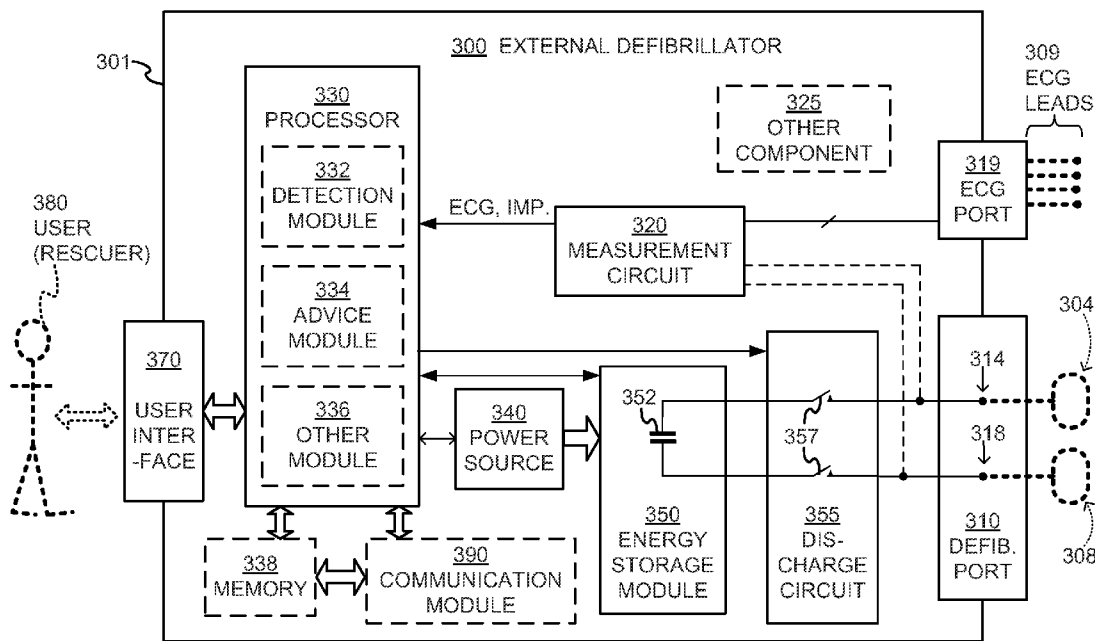 300 EXTERNAL DEFIBRILLATOR
301
309
ECG
LEADS
330
PROCESSOR
325
OTHER
COMPONENT
332
DETECTION
MODULE
319
ECG
PORT
380
USER
(RESCUER)
ECG, IMP.
320
MEASUREMENT
CIRCUIT
334
ADVICE
MODULE
304
370
USER
INTER
-FACE
314
336
OTHER
MODULE
340
POWER
SOURCE
352
357
318
350
ENERGY
STORAGE
MODULE
355
DIS-
CHARGE
CIRCUIT
310
DEFIB.
PORT
308
338
MEMORY
390
COMMUNICATION
MODULE